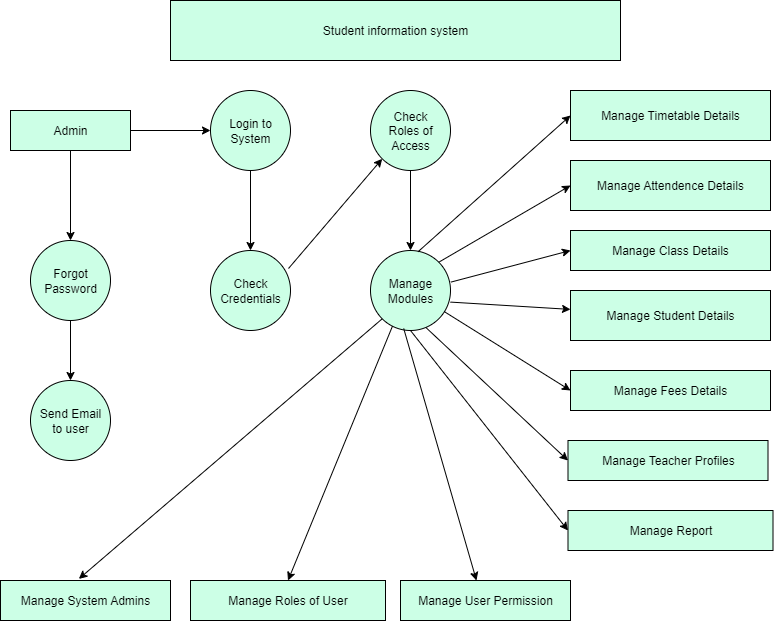 Student information system
Admin
Login to
System
Check
Roles of
Access
Manage Timetable Details
Manage Attendence Details
Manage Class Details
Forgot
Password
Check
Credentials
Manage
Modules
Manage Student Details
Manage Fees Details
Send Email
to user
Manage Teacher Profiles
Manage Report
Manage System Admins
Manage Roles of User
Manage User Permission